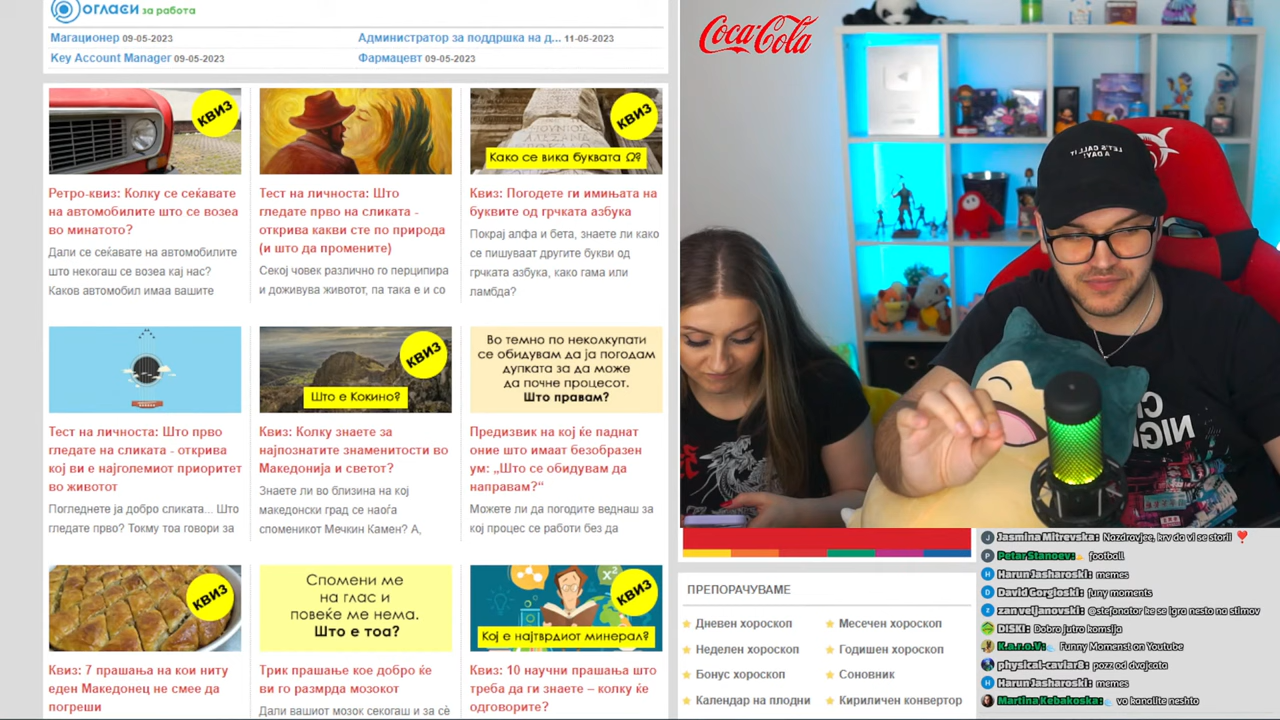 огласи за работа
Магационер 09-05-2023
Администратор за поддршка на д... 11-05-2023
Key Account Manager 09-05-2023
Фармацевт 09-05-2023
КВИЗ
Ретро-квиз: Колку се сеќавате
на автомобилите што се возеа
во минатото?
Дали се сеќавате на автомобилите
што некогаш се возеа кај нас?
Каков автомобил имаа вашите
Тест на личноста: Што
гледате прво на сликата -
открива какви сте по природа
(и што да промените)
Секој човек различно го перципира
и доживува животот, па така е и со
КВИЗ
Како се вика буквата Ω?
Квиз: Погодете ги имињата на
буквите од грчката азбука
Покрај алфа и бета, знаете ли како
се пишуваат другите букви од
грчката азбука, како гама или
ламбда?
Тест на личноста: Што прво
гледате на сликата - открива
кој ви е најголемиот приоритет
во животот
Погледнете ја добро сликата... Што
гледате прво? Токму тоа говори за
КВИЗ
Што е Кокино?
Квиз: Колку знаете за
најпознатите знаменитости во
Македонија и светот?
Знаете ли во близина на кој
македонски град се наоѓа
споменикот Мечкин Камен? А,
Во темно по неколкупати
се обидувам да ја погодам
дупката за да може
да почне процесот.
Што правам?
Предизвик на кој ќе паднат
оние што имаат безобразен
ум: „Што се обидувам да
направам?“
Можете ли да погодите веднаш за
кој процес се работи без да
КВИЗ
Квиз: 7 прашања на кои ниту
еден Македонец не смее да
погреши
Спомени ме
на глас и
повеќе ме нема.
Што е тоа?
Трик прашање кое добро ќе
ви го размрда мозокот
Дали вашиот мозок секогаш и за сè
КВИЗ
Кој е најтврдиот минерал?
Квиз: 10 научни прашања што
треба да ги знаете – колку ќе
одговорите?
Coca-Cola
LET'S CALL IT
A DAY!
ПРЕПОРАЧУВАМЕ
Дневен хороскоп
Месечен хороскоп
Неделен хороскоп
Годишен хороскоп
Бонус хороскоп
Соновник
Календар на плодни
Кириличен конвертор
Jasmina Mitrevska: Nazdravjee, krv da vi se storii
Petar Stanoev: football
HarunJasharoski: memes
David Gorgioski: funy moments
zan veljanovski: @stefonator ke se igra nesto na stimov
DISKI: Dobro jutro komsija
K.a.r.o.V: Funny Momenst on Youtube
physical-caviar8: pozz od dvajcata
HarunJasharoski: memes
Martina Kebakoska: vo kanalite neshto